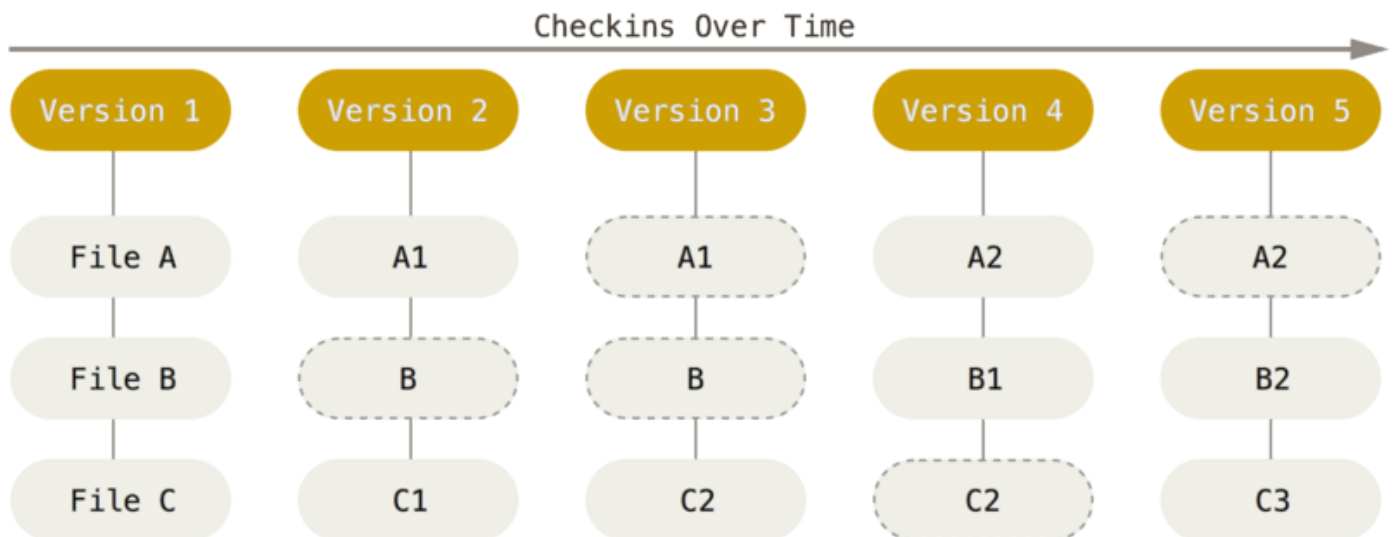 Checkins Over Time
Version 1 Version 2 Version 3 Version 4 Version 5
File A A1 A1 A2 A2
File B B B B1 B2
File C C1 C2 C2 C3